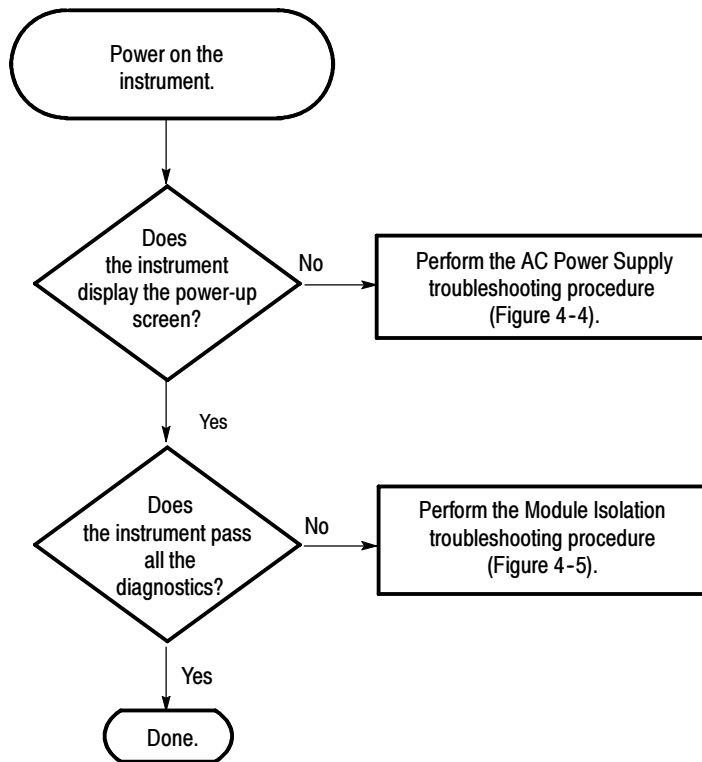 Power on the
instrument.
Does
the instrument
display the power-up
screen?
No
Perform the AC Power Supply
troubleshooting procedure
(Figure 4-4).
Yes
Does
the instrument pass
all the
diagnostics?
No
Perform the Module Isolation
troubleshooting procedure
(Figure 4-5).
Yes
Done.